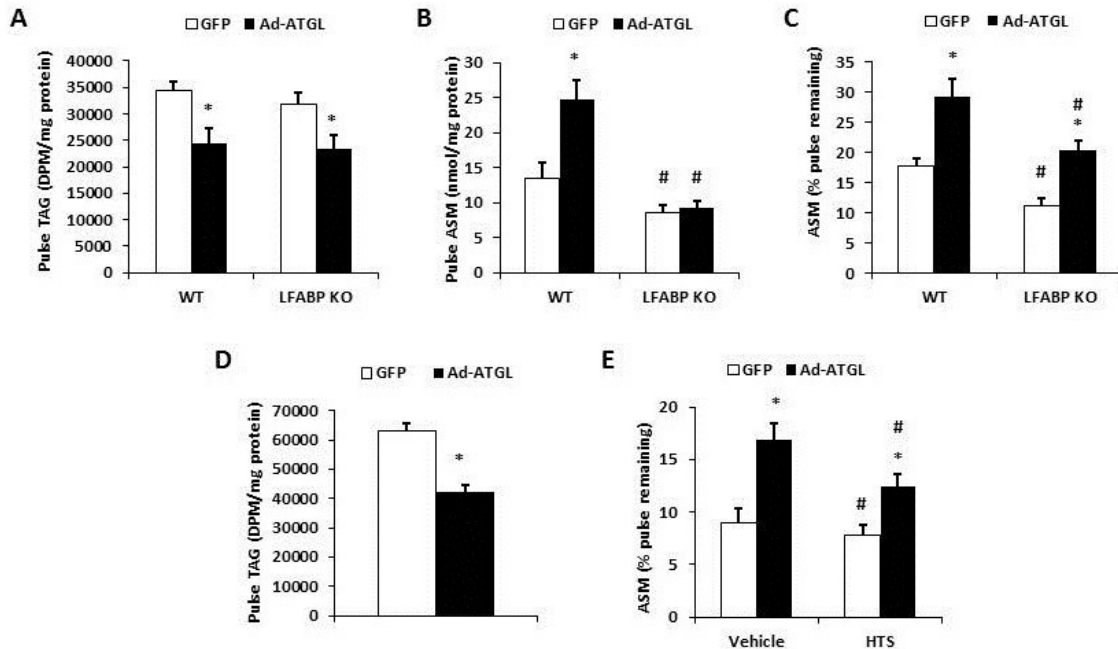 A
GFP Ad-ATGL
Pulse TAG (DPM/mg protein)
40000
35000
30000
25000
20000
15000
10000
5000
0
*
*
WT LFABP KO
B
GFP Ad-ATGL
Pulse ASM (nmol/mg protein)
30
25
20
15
10
5
0
*
# #
WT LFABP KO
C
GFP Ad-ATGL
ASM (% pulse remaining)
35
30
25
20
15
10
5
0
*
#
#
*
WT LFABP KO
D
GFP Ad-ATGL
Pulse TAG (DPM/mg protein)
70000
60000
50000
40000
30000
20000
10000
0
*
E
GFP Ad-ATGL
ASM (% pulse remaining)
20
15
10
5
0
*
#
#
*
Vehicle HTS